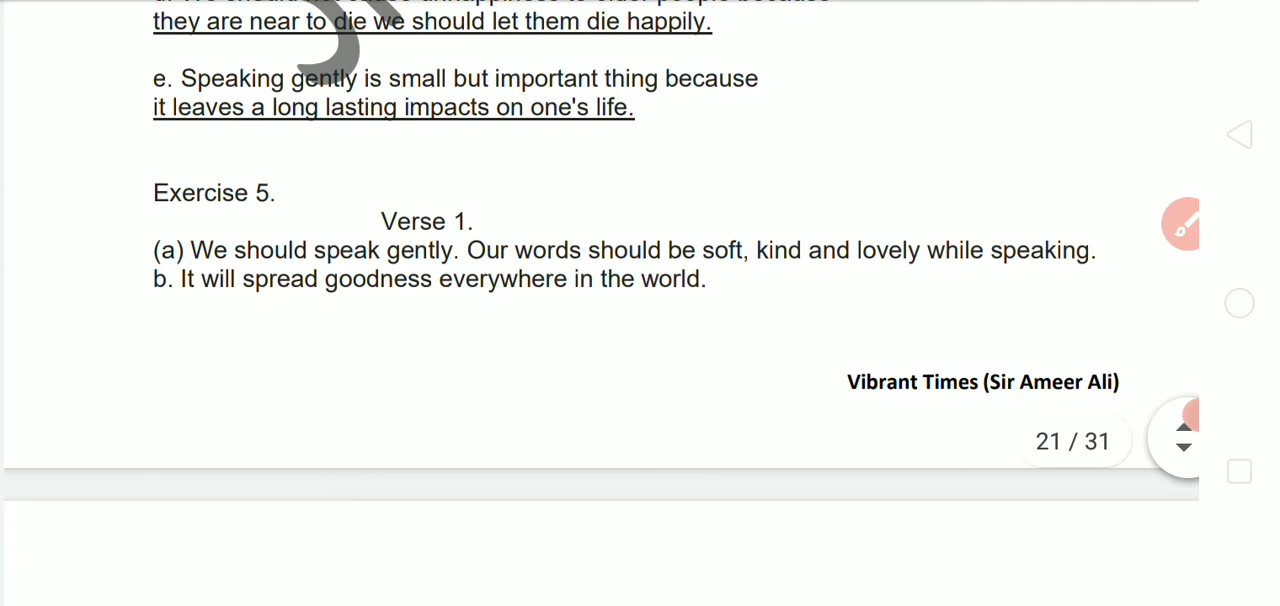 they are near to die we should let them die happily.
e. Speaking gently is small but important thing because
it leaves a long lasting impacts on one's life.
Exercise 5.
Verse 1.
(a) We should speak gently. Our words should be soft, kind and lovely while speaking.
b. It will spread goodness everywhere in the world.
Vibrant Times (Sir Ameer Ali)
21 / 31